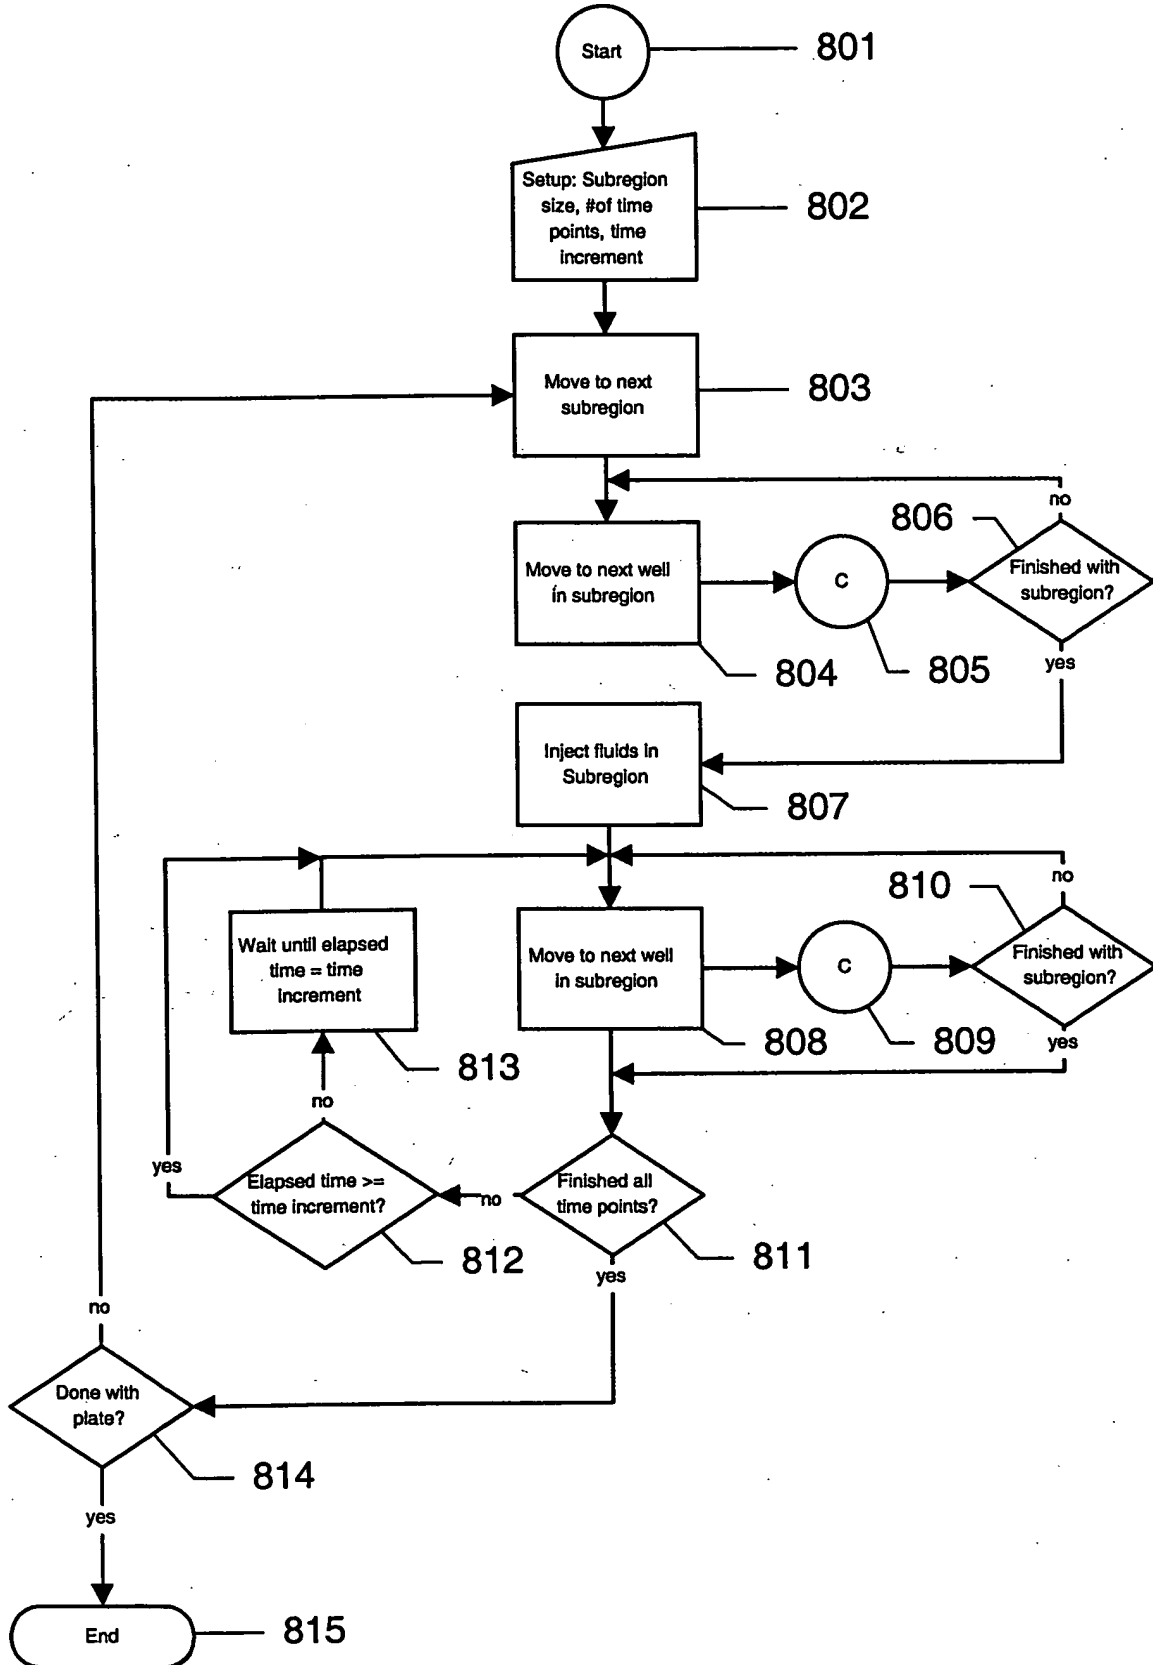 Start
801
Setup: Subregion
size, #of time
points, time
increment
802
Move to next
subregion
803
no
806
Move to next well
in subregion
C
Finished with
subregion?
804
805
yes
Inject fluids in
Subregion
807
no
810
Wait until elapsed
time = time
increment
Move to next well
in subregion
C
Finished with
subregion?
813
808
809
yes
no
yes
Elapsed time >=
time increment?
no
Finished all
time points?
812
811
yes
no
Done with
plate?
814
yes
End
815